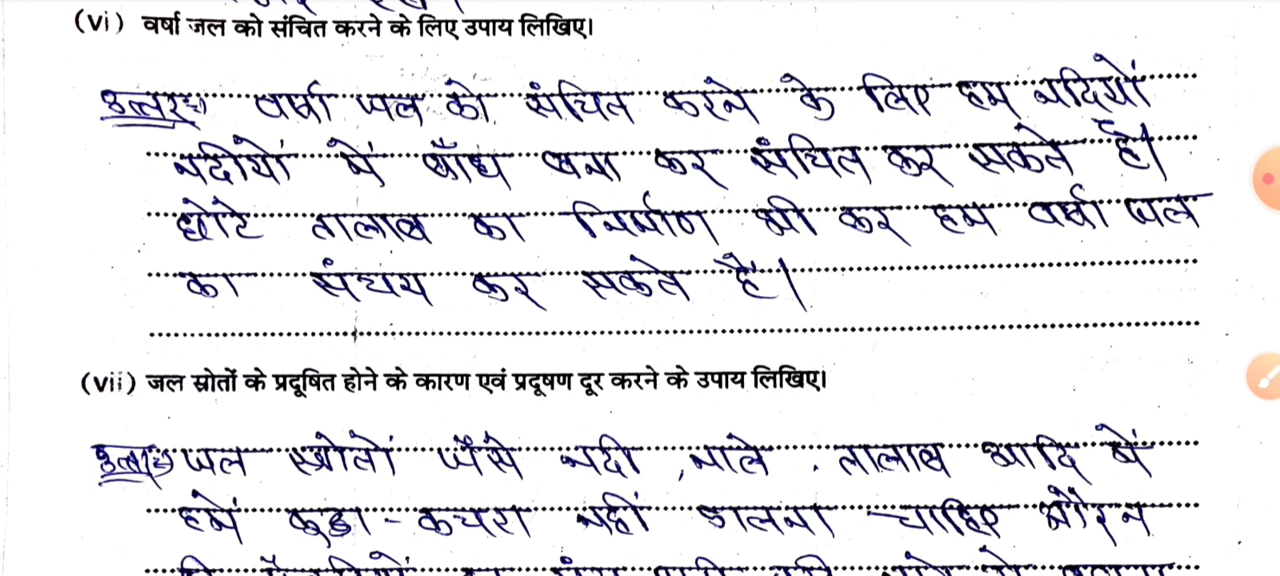 (vi) वर्षा जल को संचित करने के लिए उपाय लिखिए।
उत्तर⇒ वर्षा जल को संचित करने के लिए हम नदियों
नदीयों में बाँध बना कर संचित कर सकते है।
छोटे तालाब का निर्माण भी कर हम वर्षा जल
का संचय कर सकते हैं।
(vii) जल स्रोतों के प्रदूषित होने के कारण एवं प्रदूषण दूर करने के उपाय लिखिए।
उत्तर⇒ जल स्त्रोतों जैसे नदी, नाले, तालाब आदि में
हमें कुडा-कचरा नहीं डालना चाहिए और न